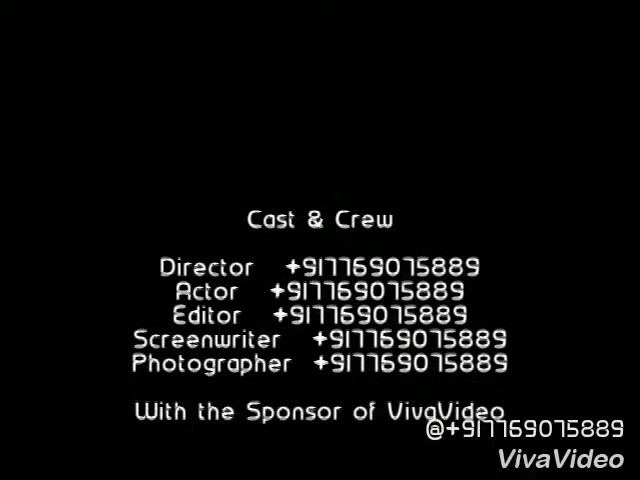 Cast & Crew
Director +917769075889
Actor +917769075889
Editor +917769075889
Screenwriter +917769075889
Photographer +917769075889
With the Sponsor of VivaVideo
@+917769075889
VivaVideo